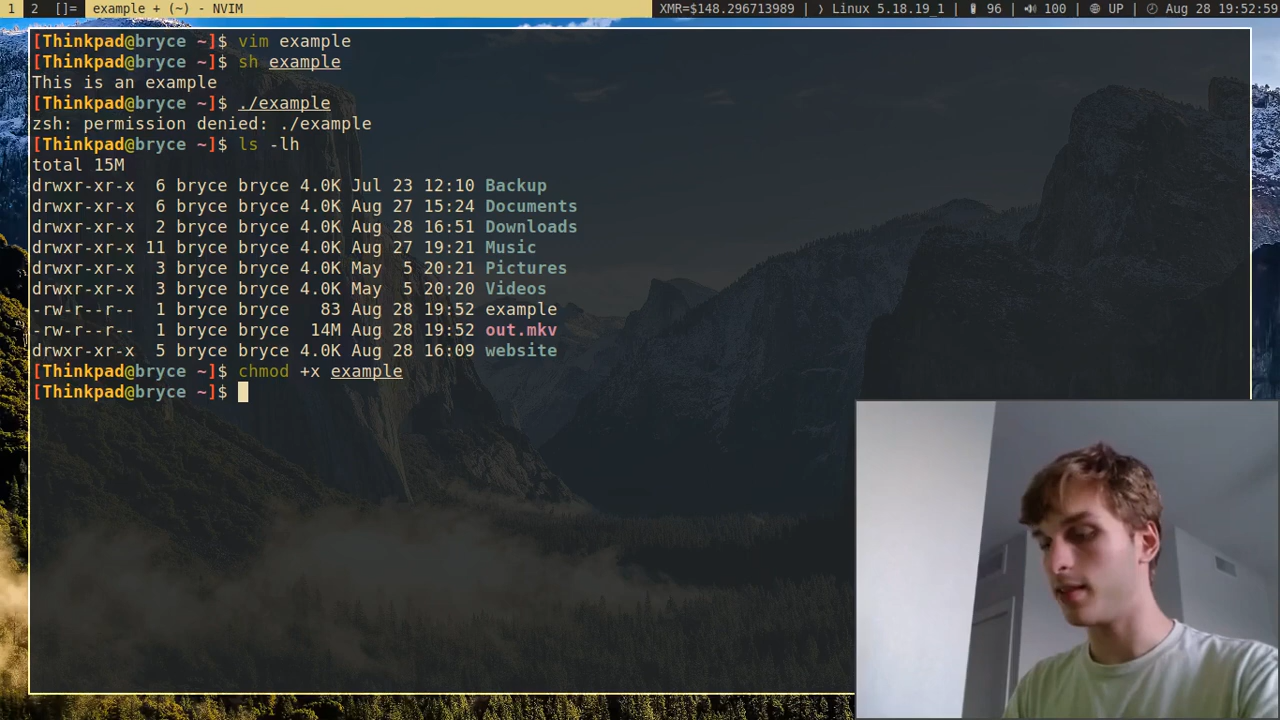 1 2 []= example + (~) - NVIM XMR=$148.296713989 | ⟩ Linux 5.18.19_1 | 96 | 100 | UP | Aug 28 19:52:59
[Thinkpad@bryce ~]$ vim example
[Thinkpad@bryce ~]$ sh example
This is an example
[Thinkpad@bryce ~]$ ./example
zsh: permission denied: ./example
[Thinkpad@bryce ~]$ ls -lh
total 15M
drwxr-xr-x  6 bryce bryce 4.0K Jul 23 12:10 Backup
drwxr-xr-x  6 bryce bryce 4.0K Aug 27 15:24 Documents
drwxr-xr-x  2 bryce bryce 4.0K Aug 28 16:51 Downloads
drwxr-xr-x 11 bryce bryce 4.0K Aug 27 19:21 Music
drwxr-xr-x  3 bryce bryce 4.0K May  5 20:21 Pictures
drwxr-xr-x  3 bryce bryce 4.0K May  5 20:20 Videos
-rw-r--r--  1 bryce bryce   83 Aug 28 19:52 example
-rw-r--r--  1 bryce bryce  14M Aug 28 19:52 out.mkv
drwxr-xr-x  5 bryce bryce 4.0K Aug 28 16:09 website
[Thinkpad@bryce ~]$ chmod +x example
[Thinkpad@bryce ~]$